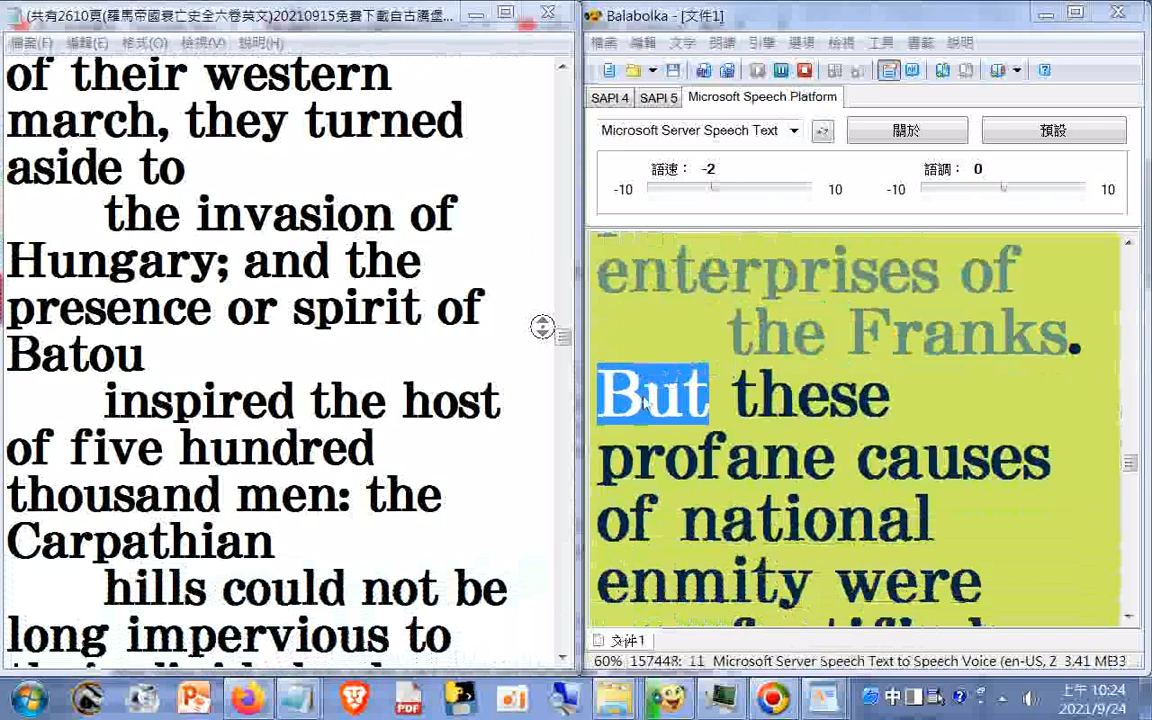 (共有2610頁(羅馬帝國衰亡史全六卷英文)20210915免費下載自古騰堡...
檔案(F) 編輯(E) 格式(O) 檢視(V) 說明(H)
of their western
march, they turned
aside to
the invasion of
Hungary; and the
presence or spirit of
Batou
inspired the host
of five hundred
thousand men: the
Carpathian
hills could not be
long impervious to
Balabolka - [文件1]
檔案 編輯 文字 朗讀 引擎 選項 檢視 工具 書籤 說明
SAPI 4 SAPI 5 Microsoft Speech Platform
Microsoft Server Speech Text
關於
預設
語速： -2
語調： 0
-10 10 -10 10
enterprises of
the Franks.
But these
profane causes
of national
enmity were
文件1
60% 157448: 11 Microsoft Server Speech Text to Speech Voice (en-US, Z 3.41 MB33
PDF
中
上午 10:24
2021/9/24